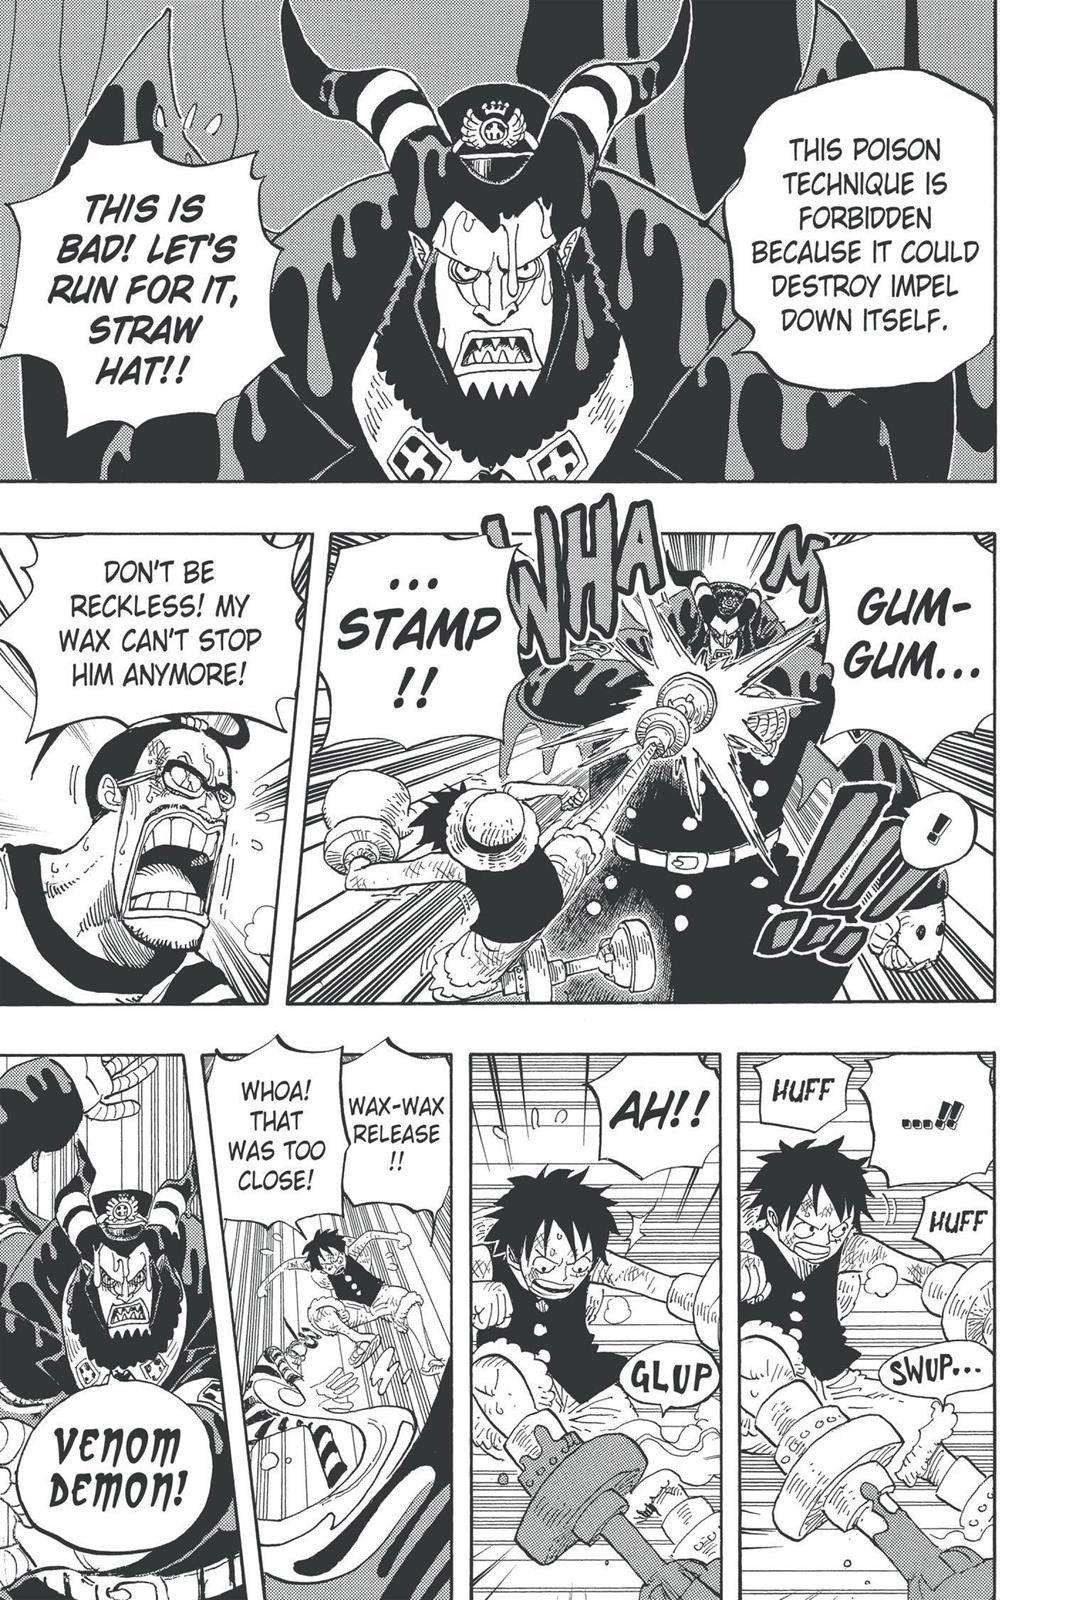 THIS POISON
TECHNIQUE IS
FORBIDDEN
BECAUSE IT COULD
DESTROY IMPEL
DOWN ITSELF.
THIS IS
BAD! LET'S
RUN FOR IT,
STRAW
HAT!!
GUM-
GUM...
WHAM
...
STAMP
!!
!
DON'T BE
RECKLESS! MY
WAX CAN'T STOP
HIM ANYMORE!
...!!
HUFF
HUFF
SWUP...
AH!!
GLUP
WAX-WAX
RELEASE
!!
WHOA!
THAT
WAS TOO
CLOSE!
VENOM
DEMON!